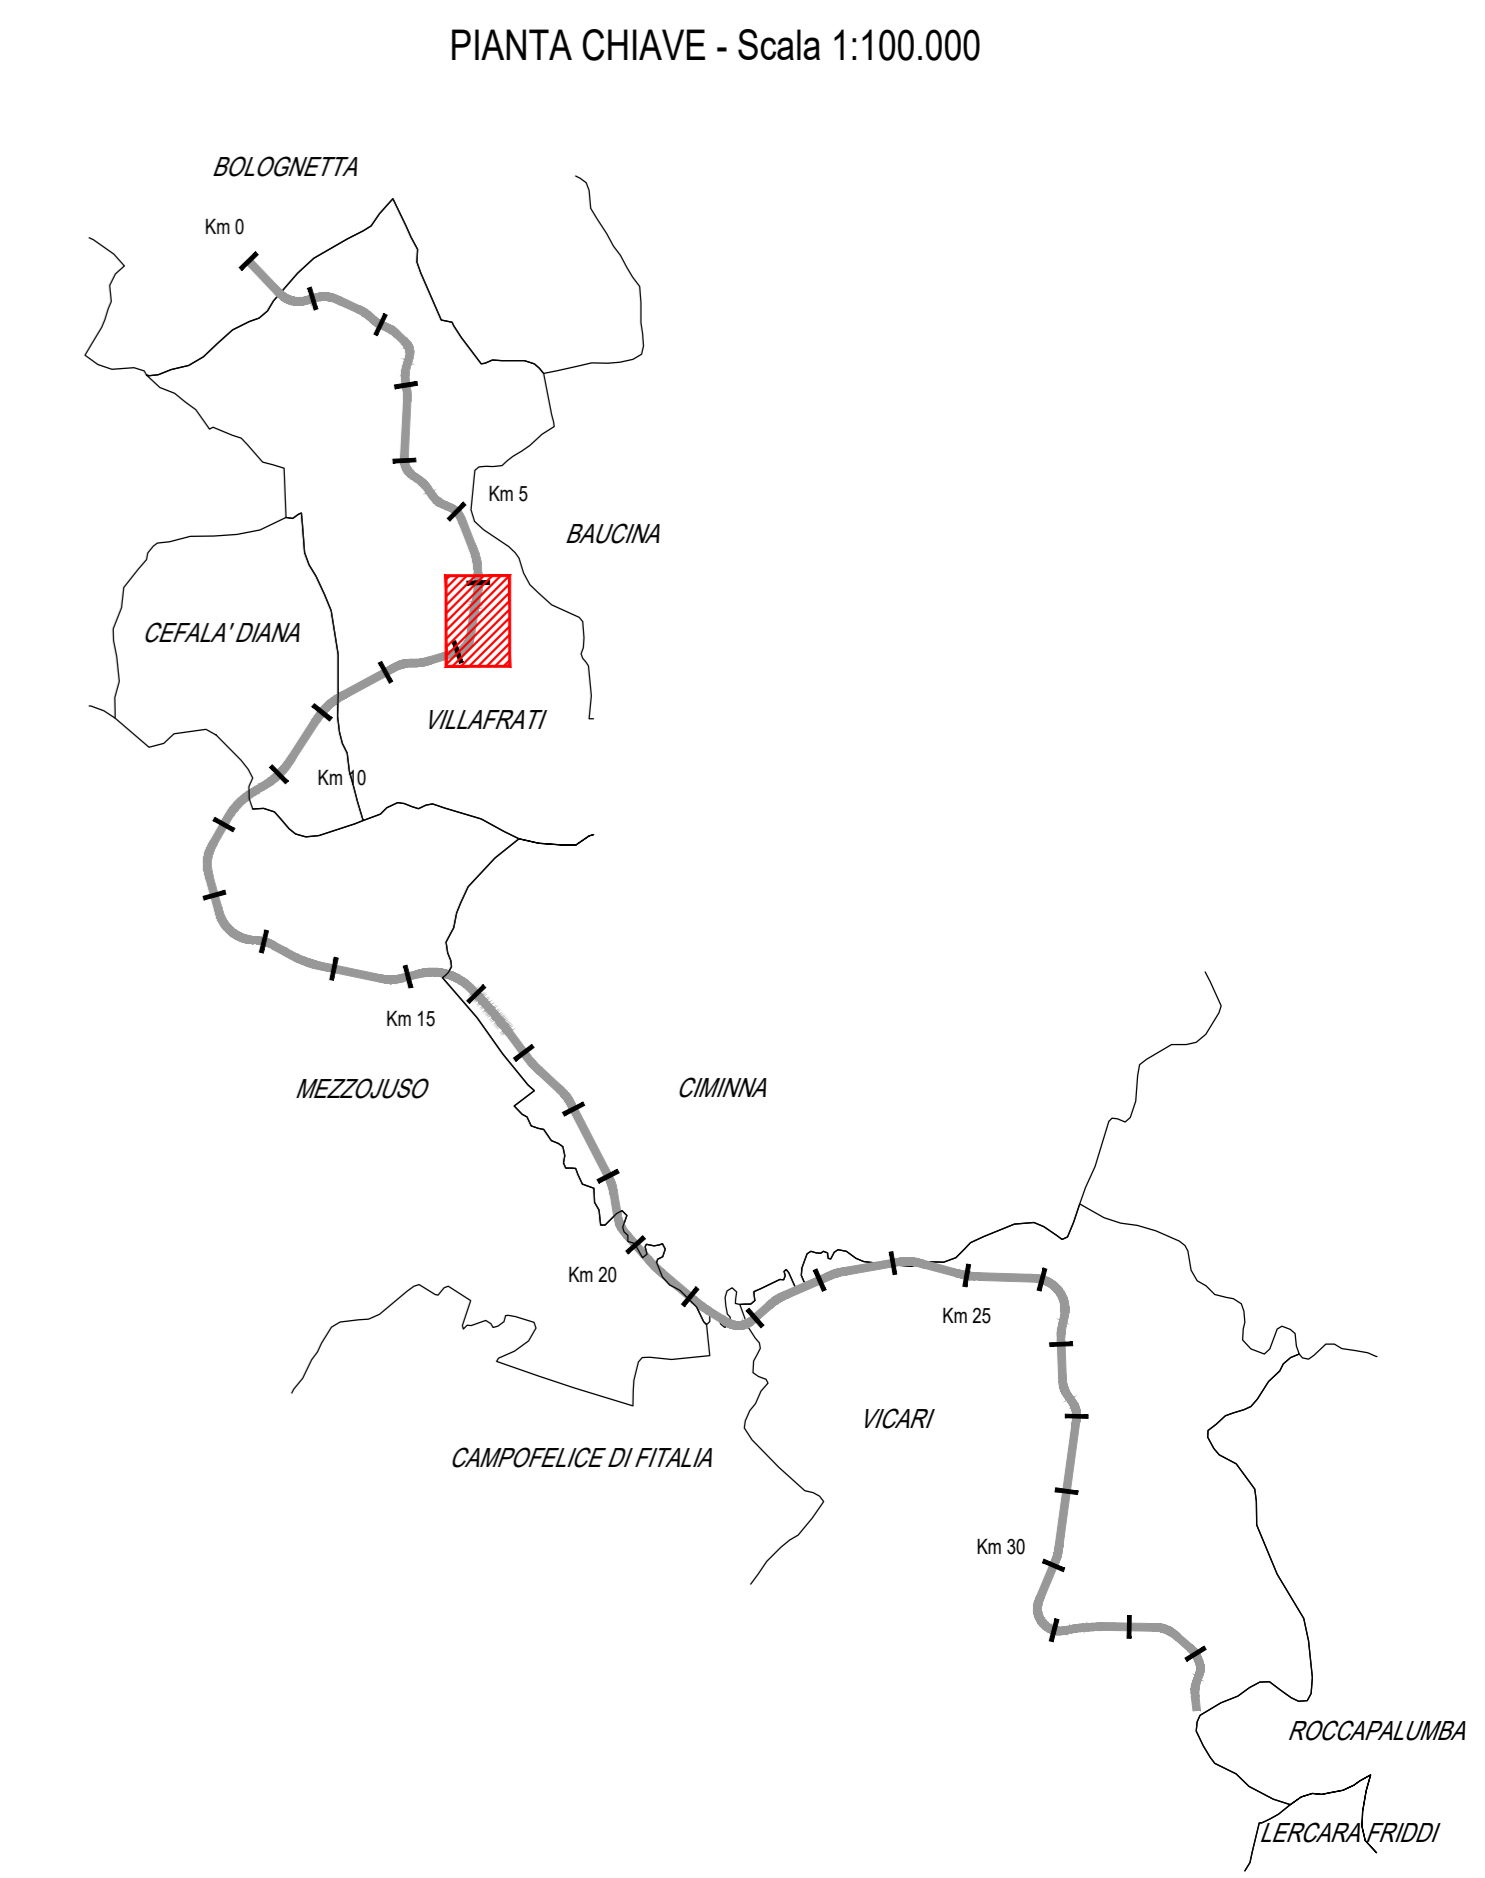 PIANTA CHIAVE - Scala 1:100.000
BOLOGNETTA
Km 0
Km 5
BAUCINA
CEFALA' DIANA
VILLAFRATI
Km 10
Km 15
MEZZOJUSO
CIMINNA
Km 20
Km 25
VICARI
CAMPOFELICE DI FITALIA
Km 30
ROCCAPALUMBA
LERCARA FRIDDI